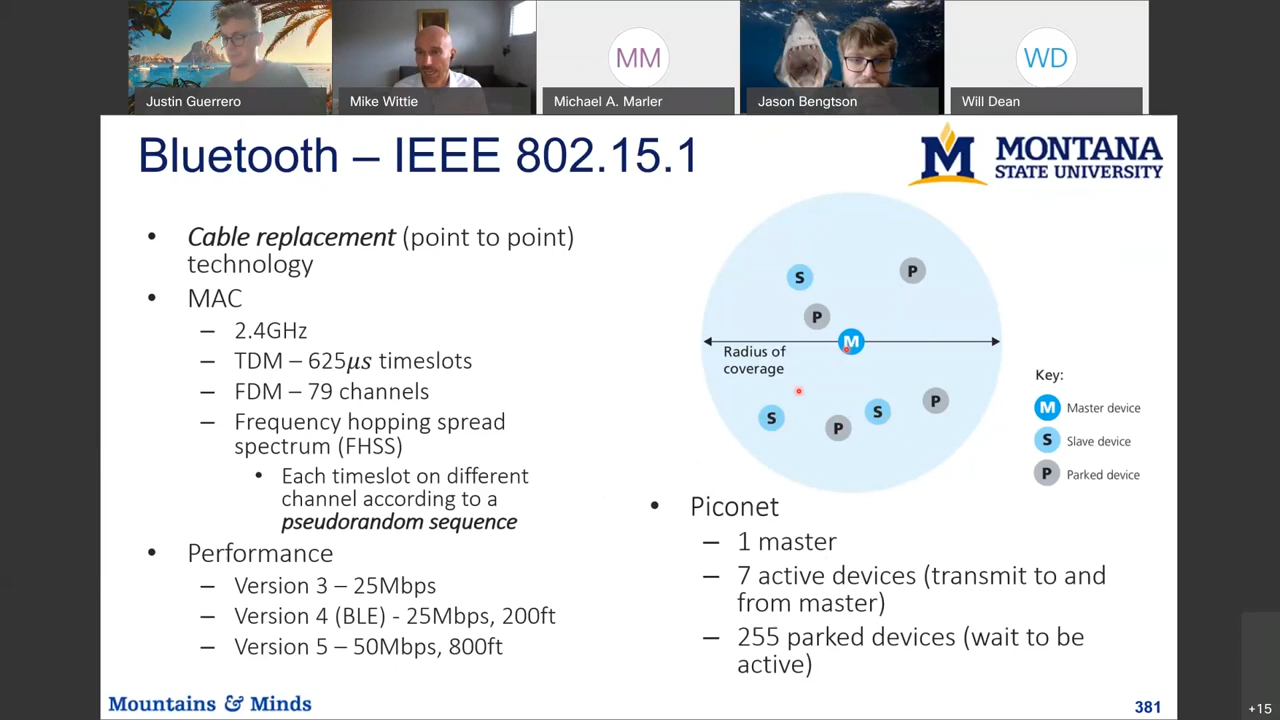 MM
WD
Justin Guerrero
Mike Wittie
Michael A. Marler
Jason Bengtson
Will Dean
Bluetooth – IEEE 802.15.1
M
MONTANA
STATE UNIVERSITY
• Cable replacement (point to point)
technology
• MAC
– 2.4GHz
– TDM – 625μs timeslots
– FDM – 79 channels
– Frequency hopping spread
spectrum (FHSS)
• Each timeslot on different
channel according to a
pseudorandom sequence
• Performance
– Version 3 – 25Mbps
– Version 4 (BLE) - 25Mbps, 200ft
– Version 5 – 50Mbps, 800ft
S
P
P
M
Radius of
coverage
P
S
S
P
Key:
M Master device
S Slave device
P Parked device
• Piconet
– 1 master
– 7 active devices (transmit to and
from master)
– 255 parked devices (wait to be
active)
Mountains & Minds
381
+15